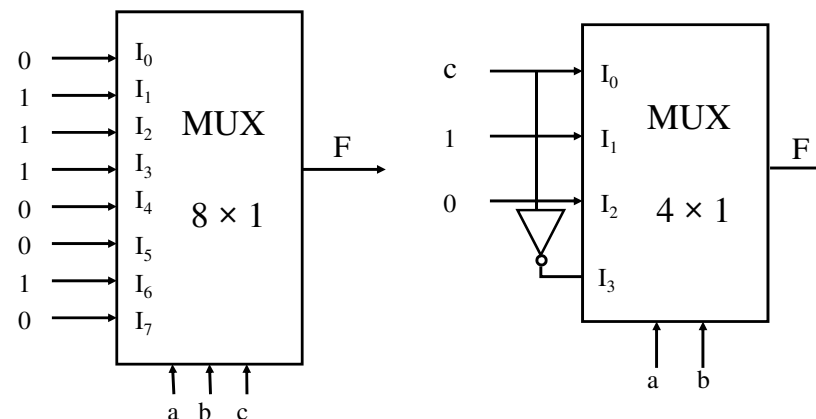 0 I₀
1 I₁
1 I₂
1 I₃
0 I₄
0 I₅
1 I₆
0 I₇
MUX
8 × 1
F
a b c
c I₀
1 I₁
0 I₂
I₃
MUX
4 × 1
F
a b